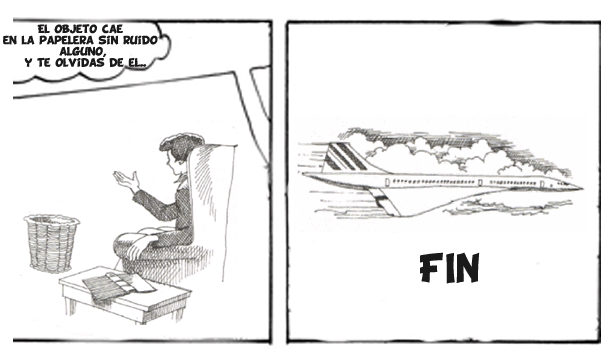 EL OBJETO CAE
EN LA PAPELERA SIN RUIDO
ALGUNO,
Y TE OLVIDAS DE EL..
FIN